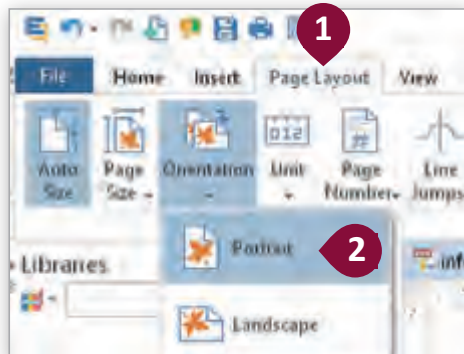 1
File Home Insert Page Layout View
Auto Size
Page Size
Orientation
Unit
Page Number
Line Jumps
Libraries
Portrait
2
inf
Landscape